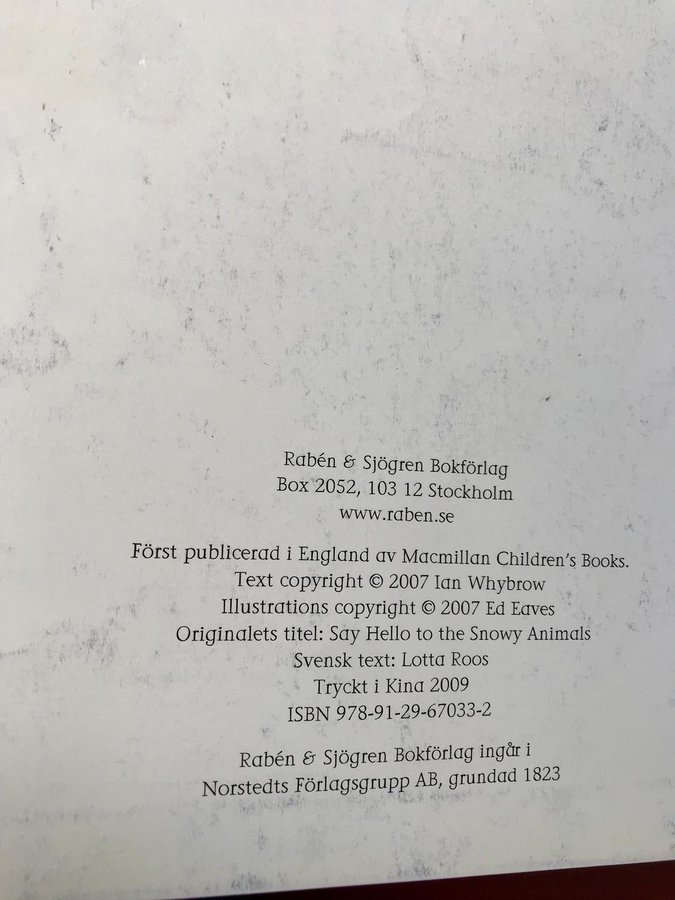 Rabén & Sjögren Bokförlag
Box 2052, 103 12 Stockholm
www.raben.se
Först publicerad i England av Macmillan Children's Books.
Text copyright © 2007 Ian Whybrow
Illustrations copyright © 2007 Ed Eaves
Originalets titel: Say Hello to the Snowy Animals
Svensk text: Lotta Roos
Tryckt i Kina 2009
ISBN 978-91-29-67033-2
Rabén & Sjögren Bokförlag ingår i
Norstedts Förlagsgrupp AB, grundad 1823